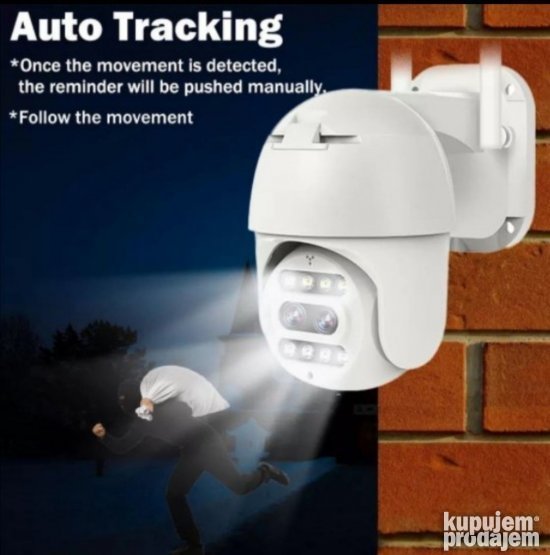 Auto Tracking
*Once the movement is detected,
the reminder will be pushed manually.
*Follow the movement
kupujem®
prodajem